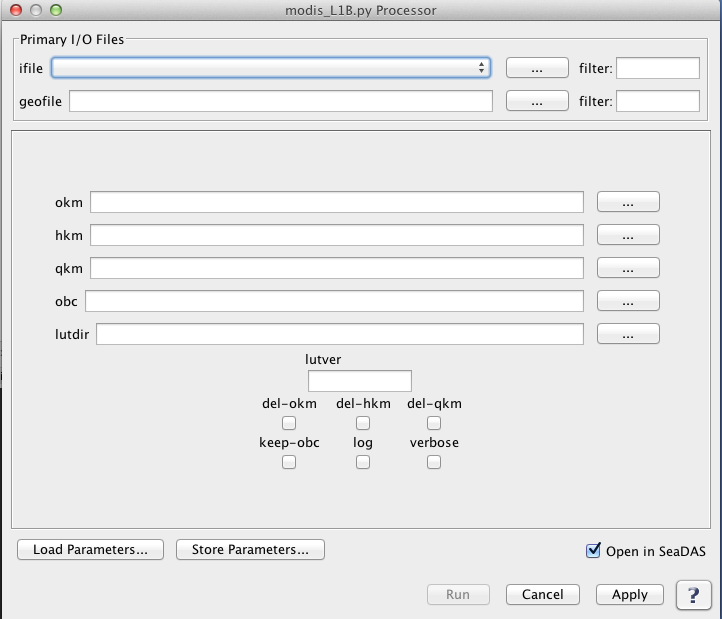 modis_L1B.py Processor
Primary I/O Files
ifile ... filter:
geofile ... filter:
okm ...
hkm ...
qkm ...
obc ...
lutdir ...
lutver
del-okm del-hkm del-qkm
keep-obc log verbose
Load Parameters... Store Parameters... Open in SeaDAS
Run Cancel Apply ?